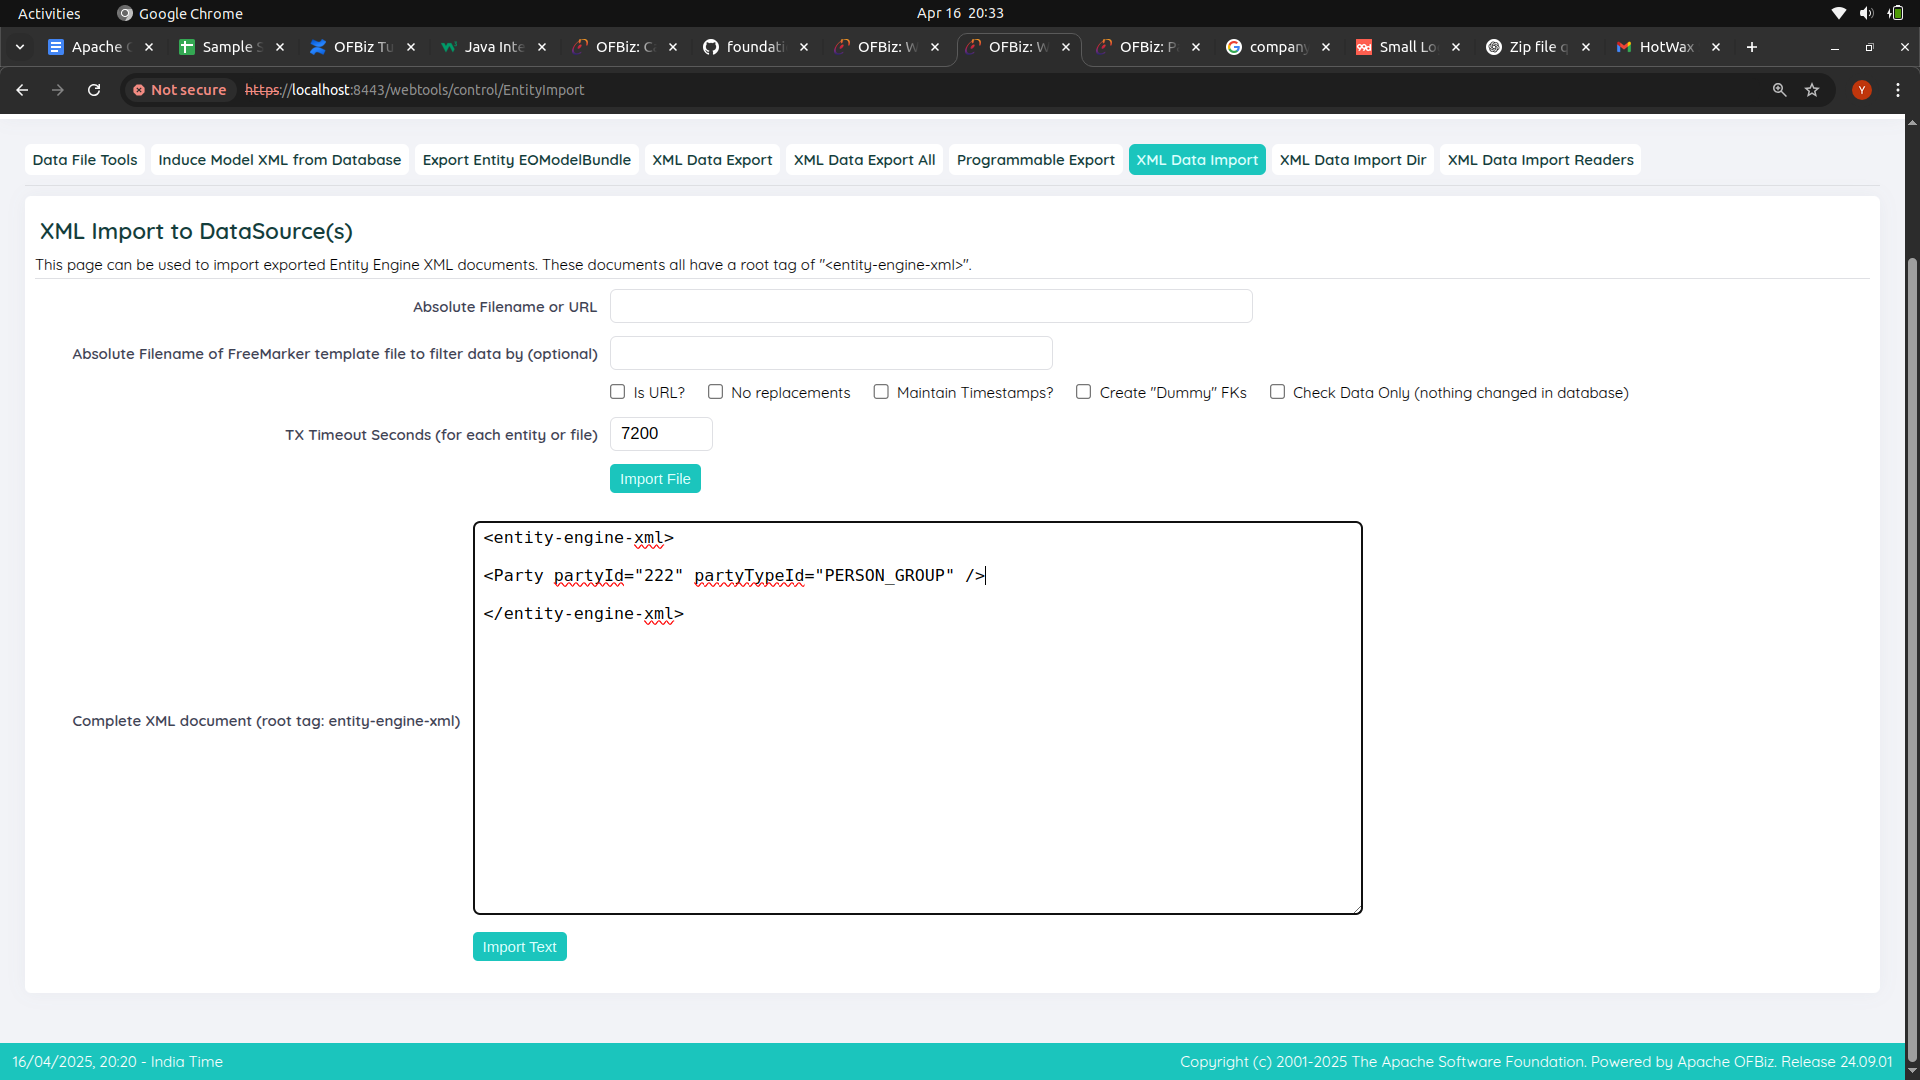 Activities Google Chrome Apr 16 20:33
Apache Sample S OFBiz Tu Java Inte OFBiz: C foundati OFBiz: W OFBiz: W OFBiz: P company Small Lo Zip file q HotWax
Not secure https://localhost:8443/webtools/control/EntityImport Y
Data File Tools Induce Model XML from Database Export Entity EOModelBundle XML Data Export XML Data Export All Programmable Export XML Data Import XML Data Import Dir XML Data Import Readers
XML Import to DataSource(s)
This page can be used to import exported Entity Engine XML documents. These documents all have a root tag of "<entity-engine-xml>".
Absolute Filename or URL
Absolute Filename of FreeMarker template file to filter data by (optional)
Is URL? No replacements Maintain Timestamps? Create "Dummy" FKs Check Data Only (nothing changed in database)
TX Timeout Seconds (for each entity or file) 7200
Import File
<entity-engine-xml>
<Party partyId="222" partyTypeId="PERSON_GROUP" />
</entity-engine-xml>
Complete XML document (root tag: entity-engine-xml)
Import Text
16/04/2025, 20:20 - India Time Copyright (c) 2001-2025 The Apache Software Foundation. Powered by Apache OFBiz. Release 24.09.01